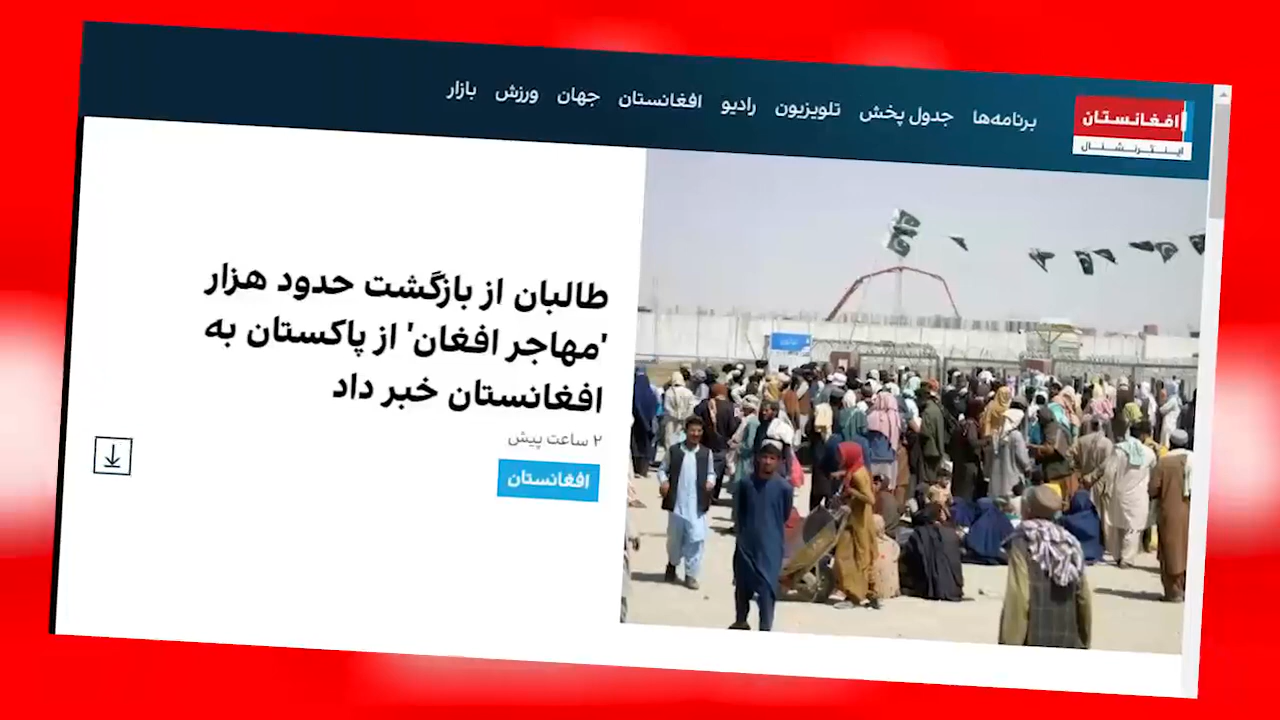 افغانستان
اینترنشنال
برنامه‌ها جدول پخش تلویزیون رادیو افغانستان جهان ورزش بازار
طالبان از بازگشت حدود هزار
'مهاجر افغان' از پاکستان به
افغانستان خبر داد
۲ ساعت پیش
افغانستان